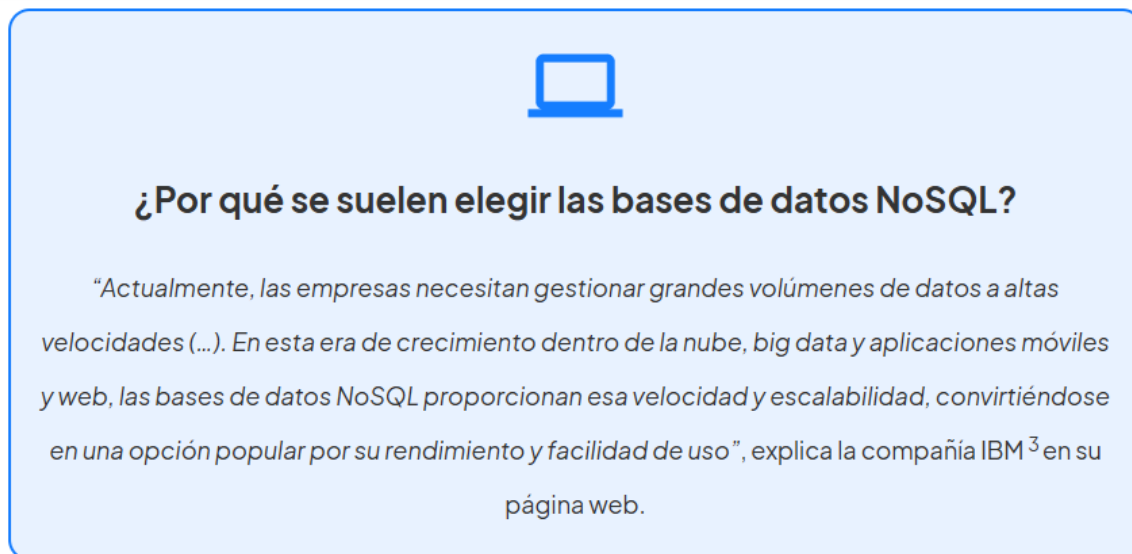 ¿Por qué se suelen elegir las bases de datos NoSQL?
“Actualmente, las empresas necesitan gestionar grandes volúmenes de datos a altas
velocidades (...). En esta era de crecimiento dentro de la nube, big data y aplicaciones móviles
y web, las bases de datos NoSQL proporcionan esa velocidad y escalabilidad, convirtiéndose
en una opción popular por su rendimiento y facilidad de uso”, explica la compañía IBM 3 en su
página web.